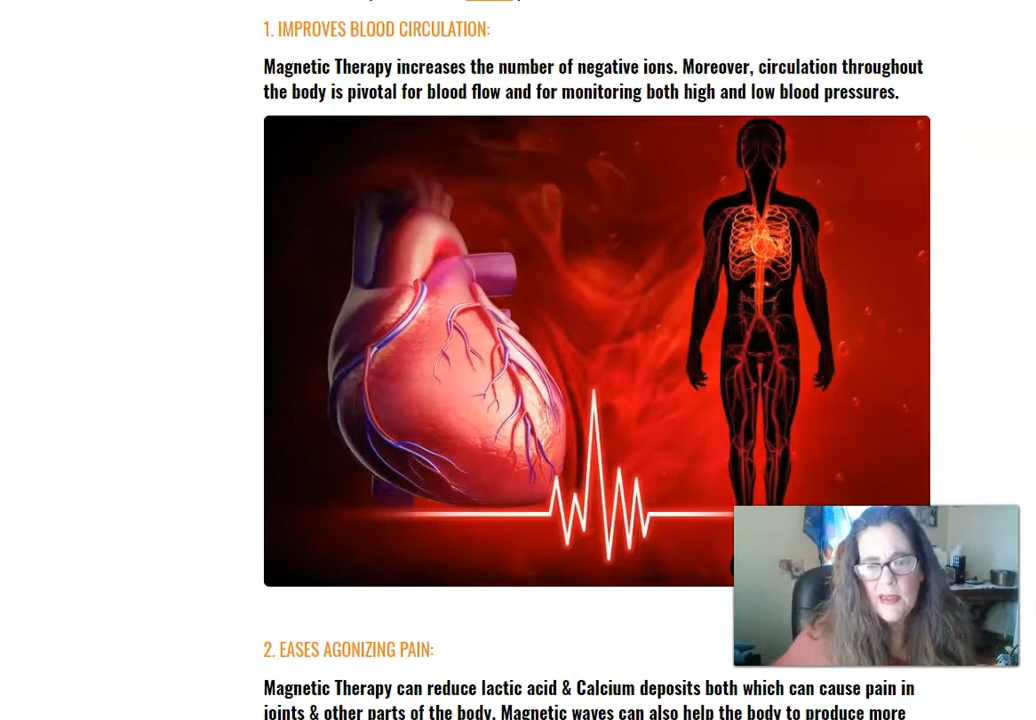 1. IMPROVES BLOOD CIRCULATION:
Magnetic Therapy increases the number of negative ions. Moreover, circulation throughout
the body is pivotal for blood flow and for monitoring both high and low blood pressures.
2. EASES AGONIZING PAIN:
Magnetic Therapy can reduce lactic acid & Calcium deposits both which can cause pain in
joints & other parts of the body. Magnetic waves can also help the body to produce more